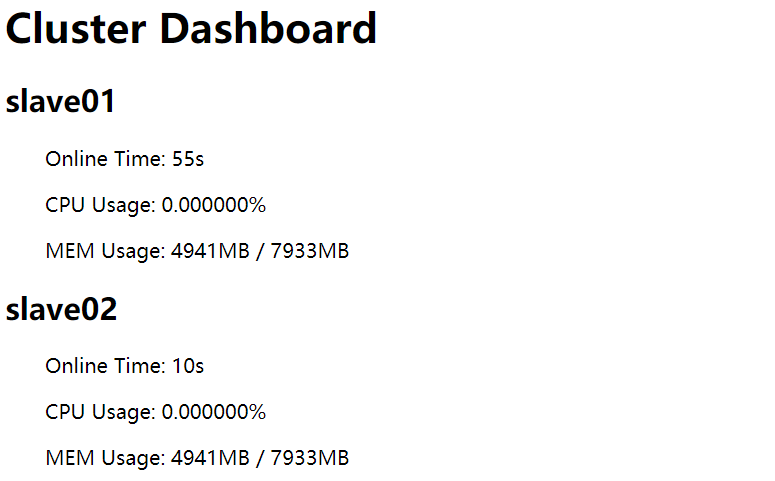 Cluster Dashboard
slave01
Online Time: 55s
CPU Usage: 0.000000%
MEM Usage: 4941MB / 7933MB
slave02
Online Time: 10s
CPU Usage: 0.000000%
MEM Usage: 4941MB / 7933MB